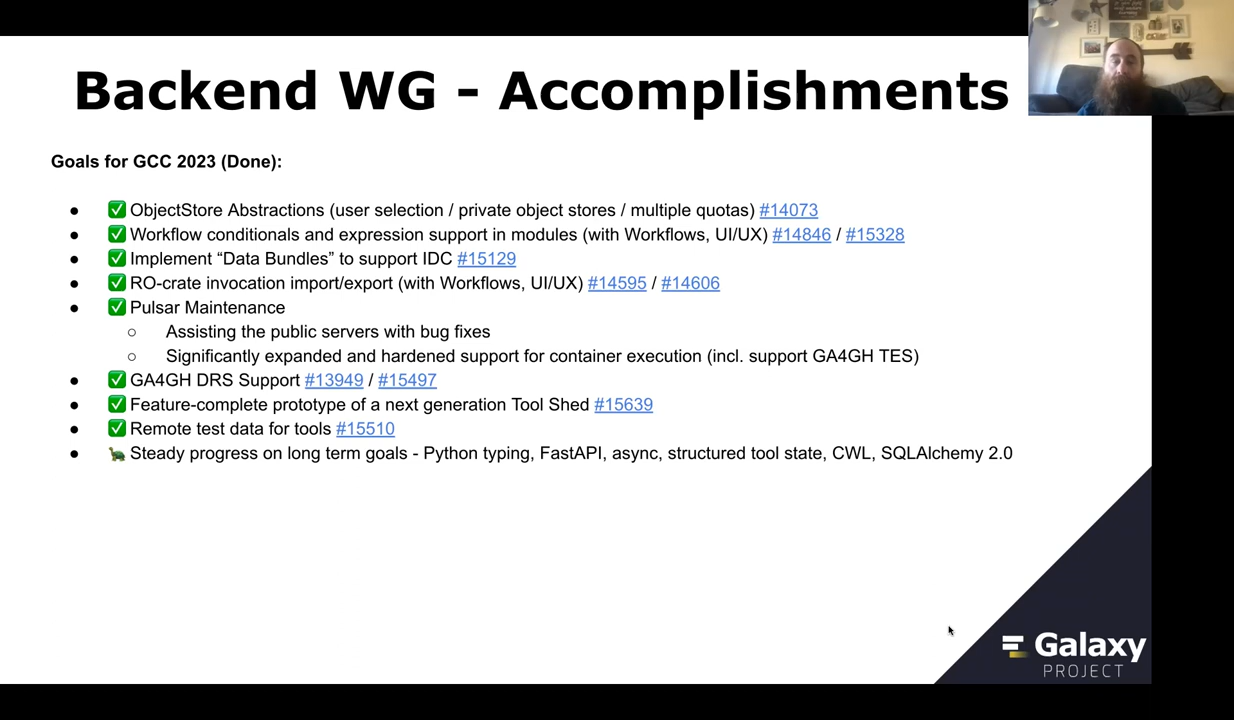 Backend WG - Accomplishments
Goals for GCC 2023 (Done):
● ✅ ObjectStore Abstractions (user selection / private object stores / multiple quotas) #14073
● ✅ Workflow conditionals and expression support in modules (with Workflows, UI/UX) #14846 / #15328
● ✅ Implement “Data Bundles” to support IDC #15129
● ✅ RO-crate invocation import/export (with Workflows, UI/UX) #14595 / #14606
● ✅ Pulsar Maintenance
○ Assisting the public servers with bug fixes
○ Significantly expanded and hardened support for container execution (incl. support GA4GH TES)
● ✅ GA4GH DRS Support #13949 / #15497
● ✅ Feature-complete prototype of a next generation Tool Shed #15639
● ✅ Remote test data for tools #15510
● 🐢 Steady progress on long term goals - Python typing, FastAPI, async, structured tool state, CWL, SQLAlchemy 2.0
Galaxy
PROJECT